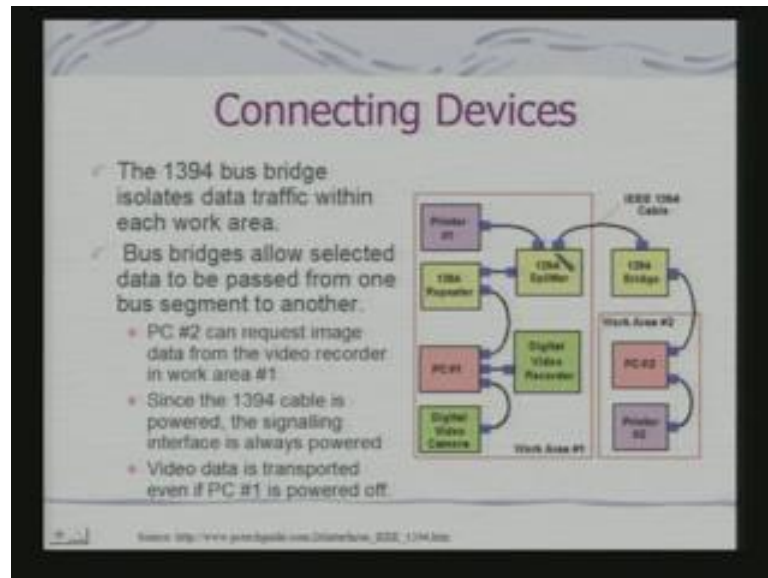 Connecting Devices
The 1394 bus bridge
isolates data traffic within
each work area.
Bus bridges allow selected
data to be passed from one
bus segment to another.
PC #2 can request image
data from the video recorder
in work area #1
Since the 1394 cable is
powered, the signalling
interface is always powered
Video data is transported
even if PC #1 is powered off.
IEEE 1394
Cable
Printer
#1
1394
Splitter
1394
Bridge
1394
Repeater
Work Area #2
PC #1
Digital
Video
Recorder
PC #2
Digital
Video
Camera
Printer
#2
Work Area #1
Source: http://www.